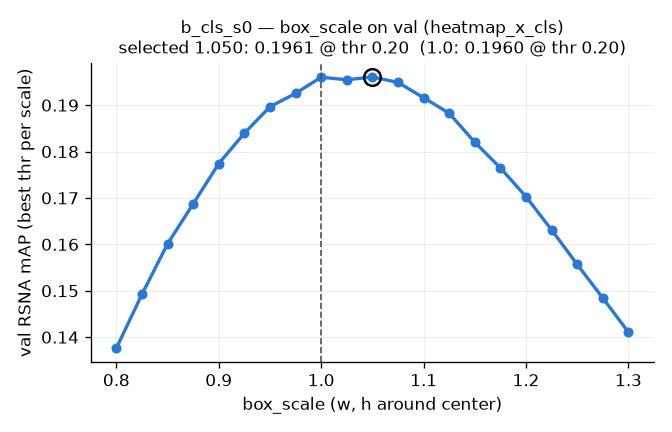 b_cls_s0 — box_scale on val (heatmap_x_cls)
selected 1.050: 0.1961 @ thr 0.20  (1.0: 0.1960 @ thr 0.20)
val RSNA mAP (best thr per scale)
0.19
0.18
0.17
0.16
0.15
0.14
0.8 0.9 1.0 1.1 1.2 1.3
box_scale (w, h around center)